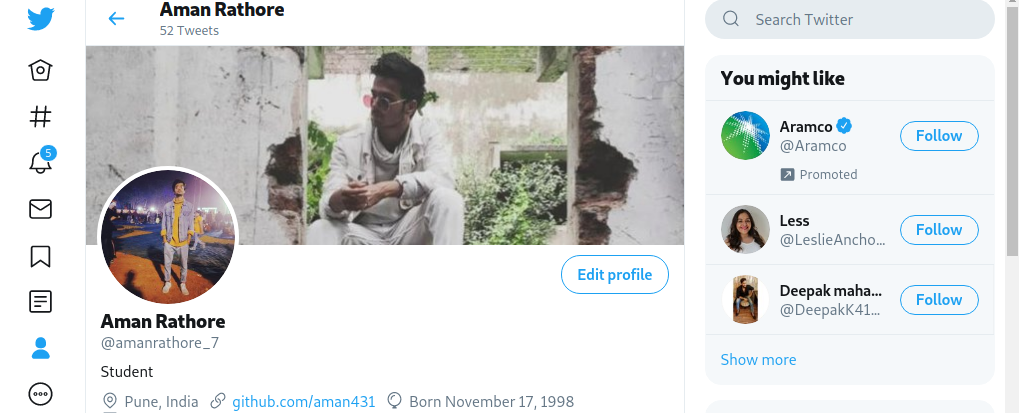 Aman Rathore
52 Tweets
5
Edit profile
Aman Rathore
@amanrathore_7
Student
Pune, India
github.com/aman431
Born November 17, 1998
Search Twitter
You might like
Aramco
@Aramco
Follow
Promoted
Less
@LeslieAncho...
Follow
Deepak maha...
@DeepakK41...
Follow
Show more